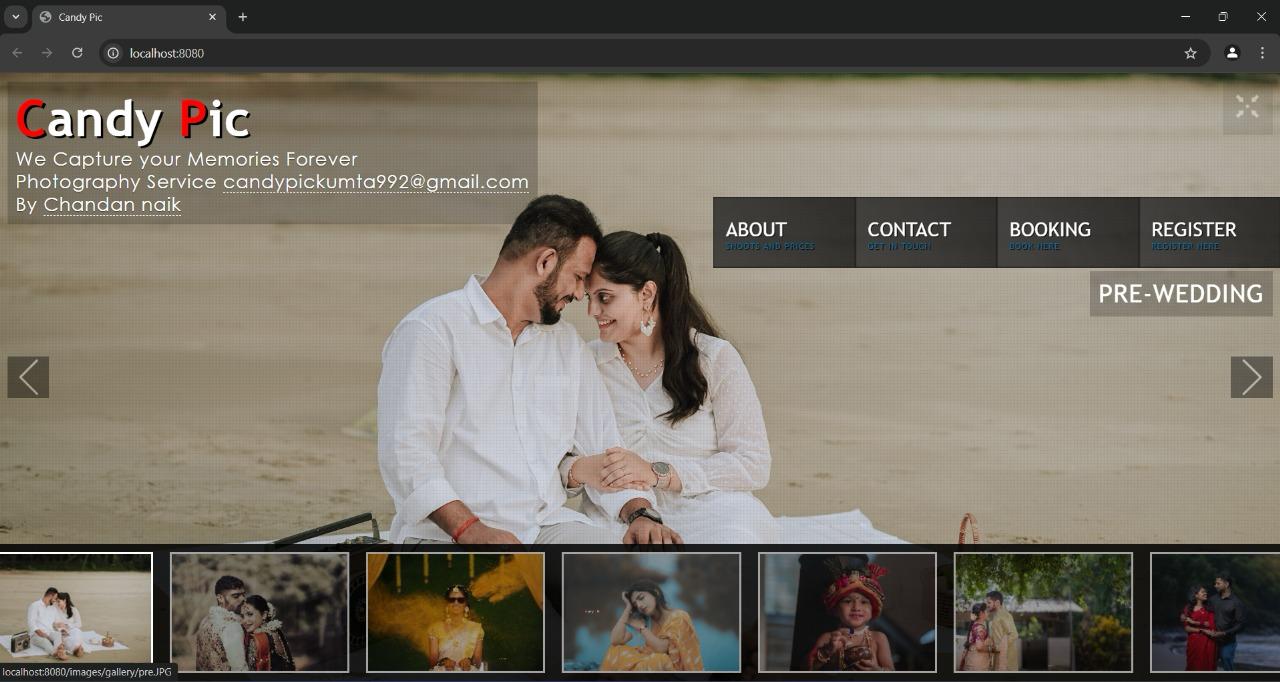 Candy Pic
localhost:8080
Candy Pic
We Capture your Memories Forever
Photography Service candypickumta992@gmail.com
By Chandan naik
ABOUT
SHOOTS AND PRICES
CONTACT
GET IN TOUCH
BOOKING
BOOK HERE
REGISTER
REGISTER HERE
PRE-WEDDING
localhost:8080/images/gallery/pre.JPG